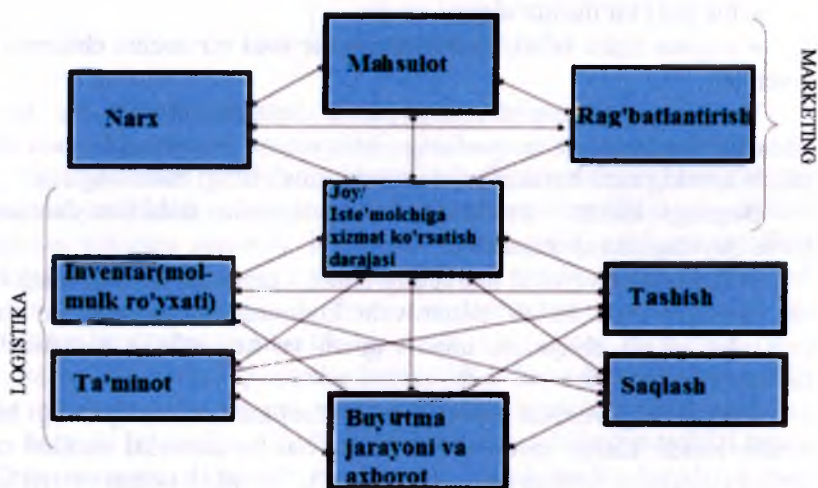 Mahsulot
Narx
Rag'batlantirish
MARKETING
Joy/
Iste'molchiga
xizmat ko'rsatish
darajasi
LOGISTIKA
Inventar(mol-
mulk ro'yxati)
Tashish
Ta'minot
Saqlash
Buyurtma
jarayoni va
axborot